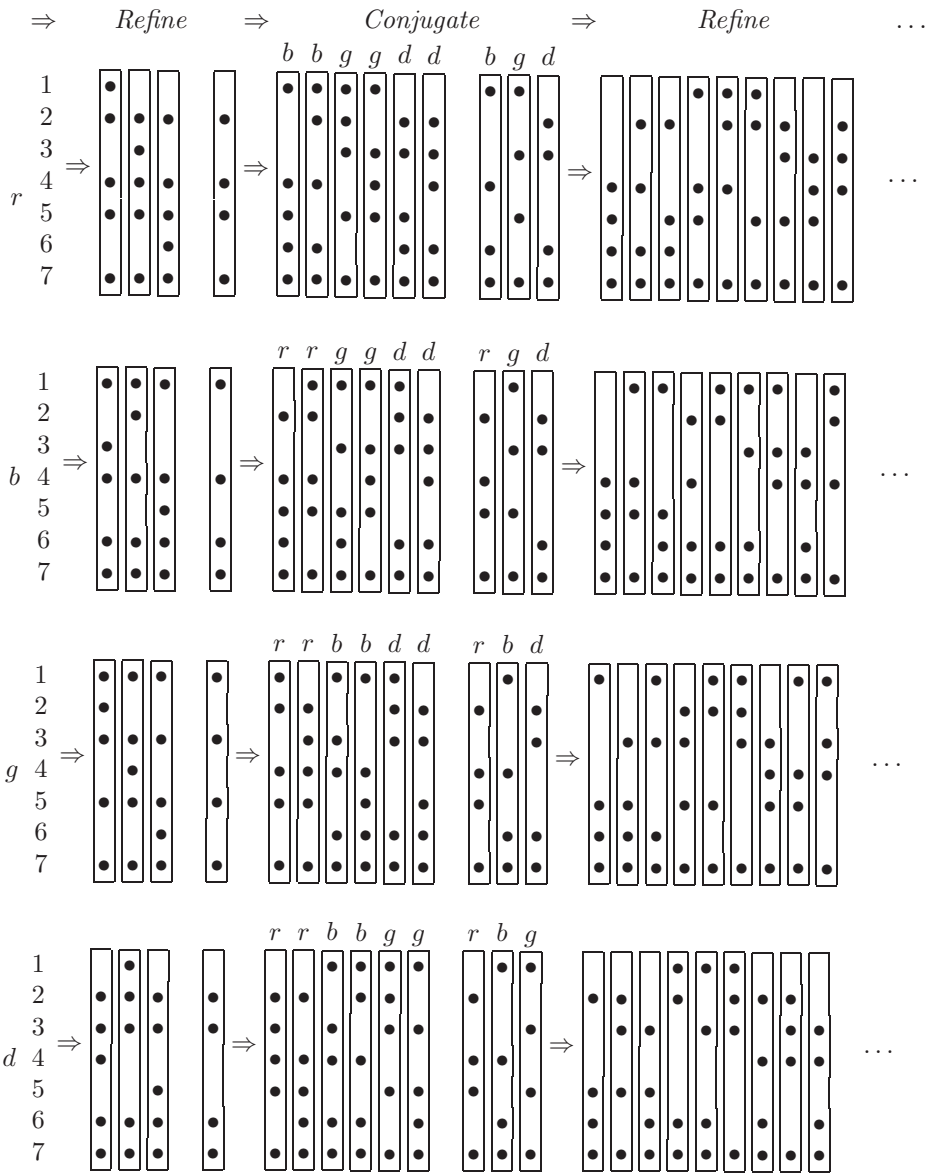 ⇒ Refine ⇒ Conjugate ⇒ Refine ...
b b g g d d b g d
1
2
3
⇒ ⇒ ⇒ ...
4
r
5
6
7
r r g g d d r g d
1
2
3
⇒ ⇒ ⇒ ...
4
b
5
6
7
r r b b d d r b d
1
2
3
⇒ ⇒ ⇒ ...
4
g
5
6
7
r r b b g g r b g
1
2
3
⇒ ⇒ ⇒ ...
d 4
5
6
7